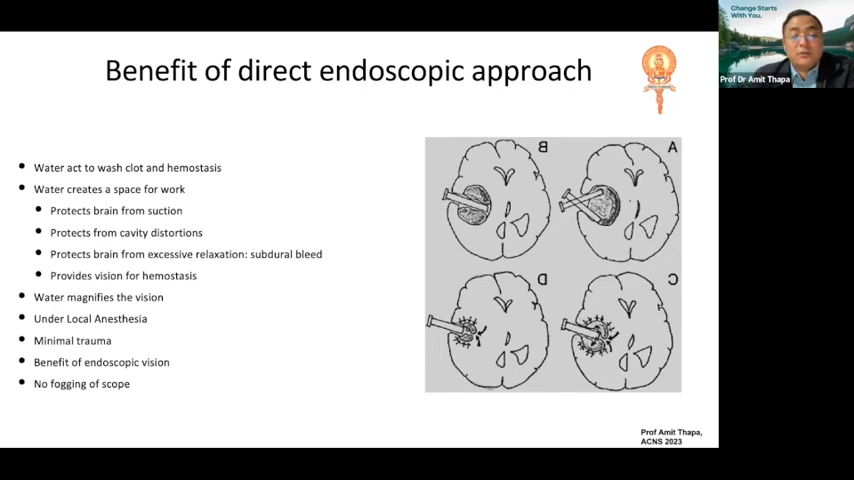 Change Starts
With You.
Prof Dr Amit Thapa
Benefit of direct endoscopic approach
Water act to wash clot and hemostasis
Water creates a space for work
Protects brain from suction
Protects from cavity distortions
Protects brain from excessive relaxation: subdural bleed
Provides vision for hemostasis
Water magnifies the vision
Under Local Anesthesia
Minimal trauma
Benefit of endoscopic vision
No fogging of scope
B
A
D
C
Prof Amit Thapa,
ACNS 2023